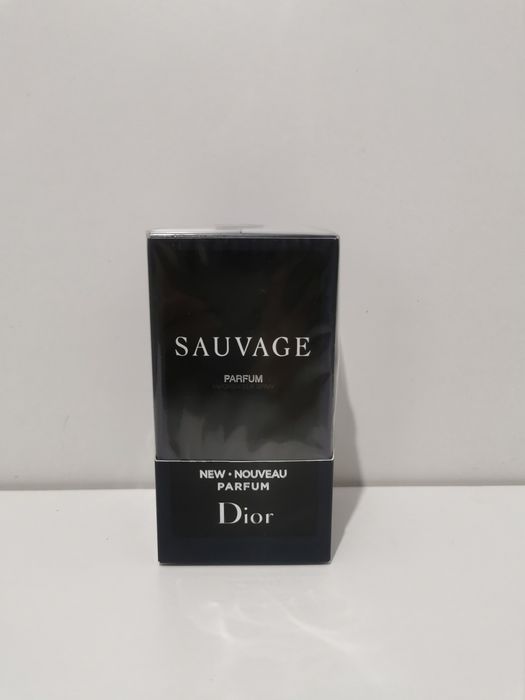 SAUVAGE
PARFUM
NEW • NOUVEAU
PARFUM
Dior